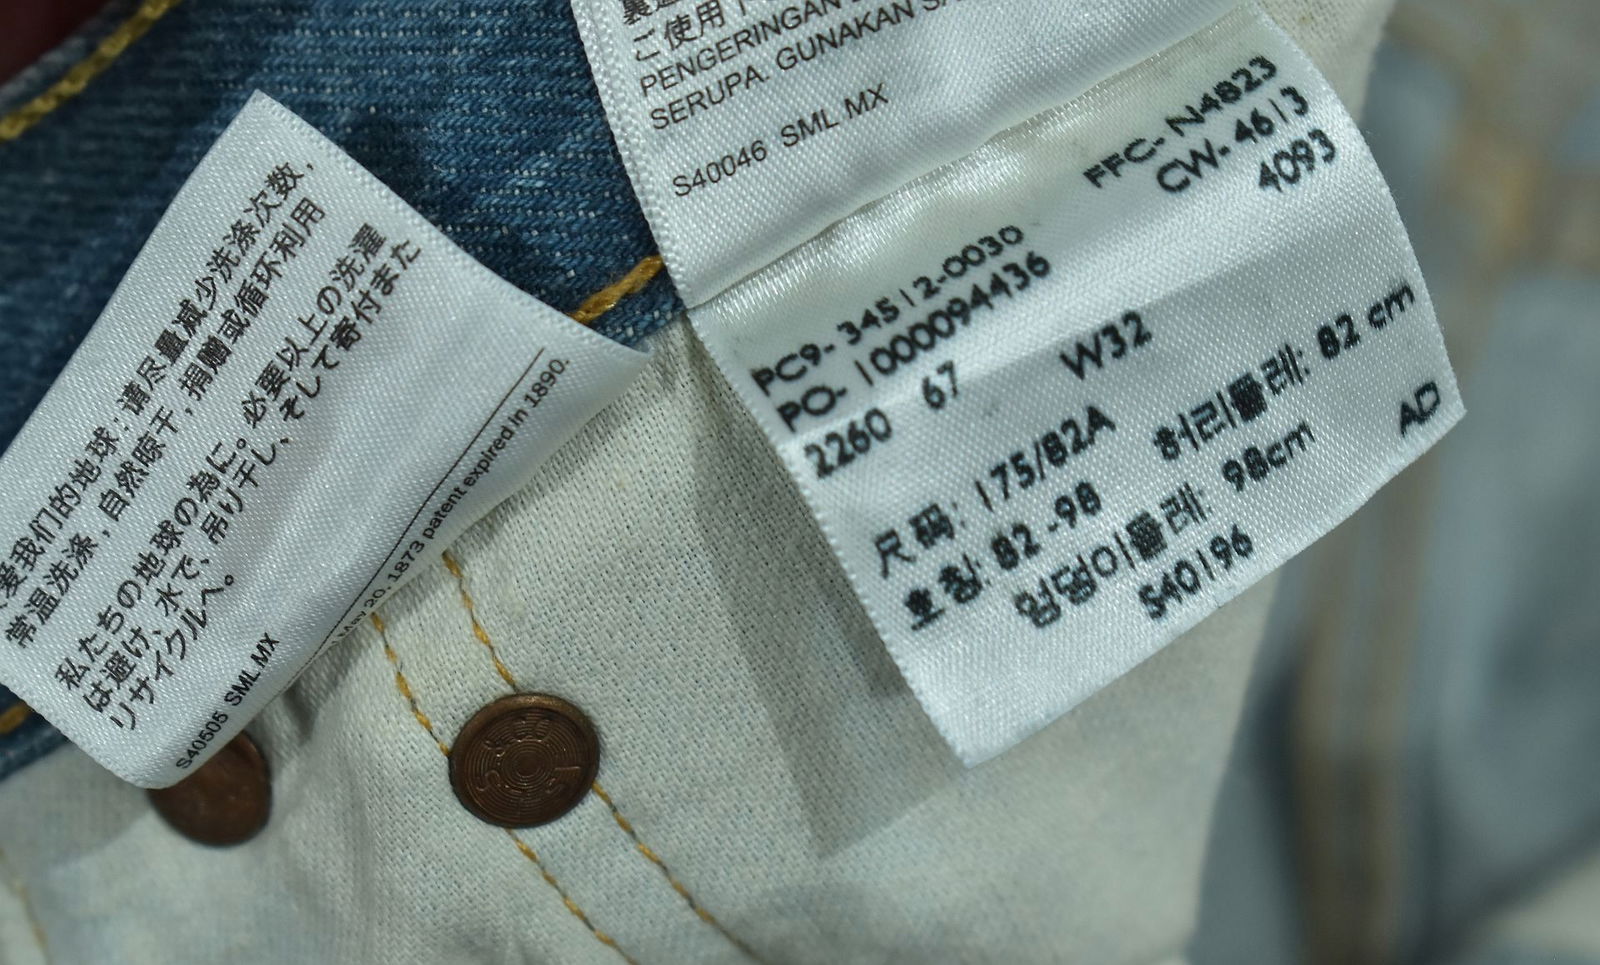 爱我们的地球:请尽量减少洗涤次数,
常温洗涤,自然晾干,捐赠或循环利用
私たちの地球の為に。必要以上の洗濯
は避け、水で、吊り干し、そして寄付また
リサイクルへ。
S40505 SML MX
May 20, 1873 patent expired in 1890.
ご使用下
PENGERINGAN
SERUPA. GUNAKAN
S40046 SML MX
FFC- N4823
CW- 4613
4093
PC9- 34512-0030
PO- 1000094436
2260 67 W32
尺碼: 175/82A 허리둘레: 82 cm
호칭: 82 -98 엉덩이둘레: 98cm AD
S40196